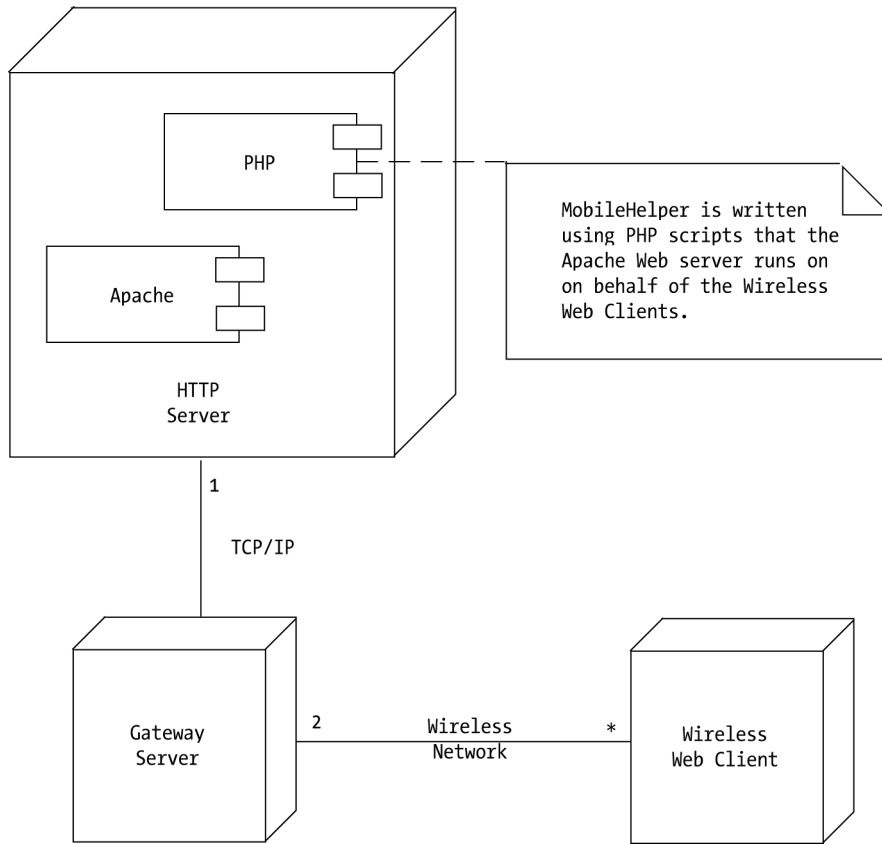 PHP
MobileHelper is written
using PHP scripts that the
Apache Web server runs on
on behalf of the Wireless
Web Clients.
Apache
HTTP
Server
1
TCP/IP
Gateway
Server
2
Wireless
Network
*
Wireless
Web Client